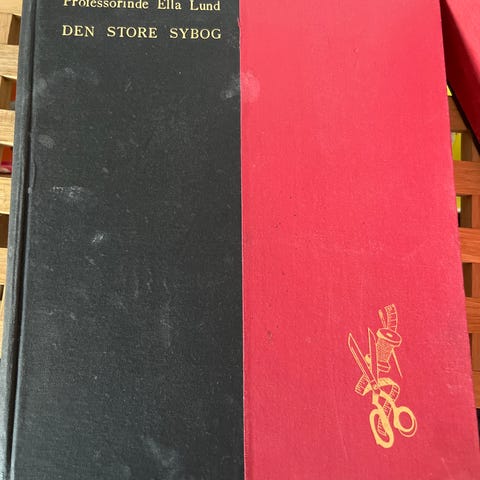 Professorinde Ella Lund
DEN STORE SYBOG